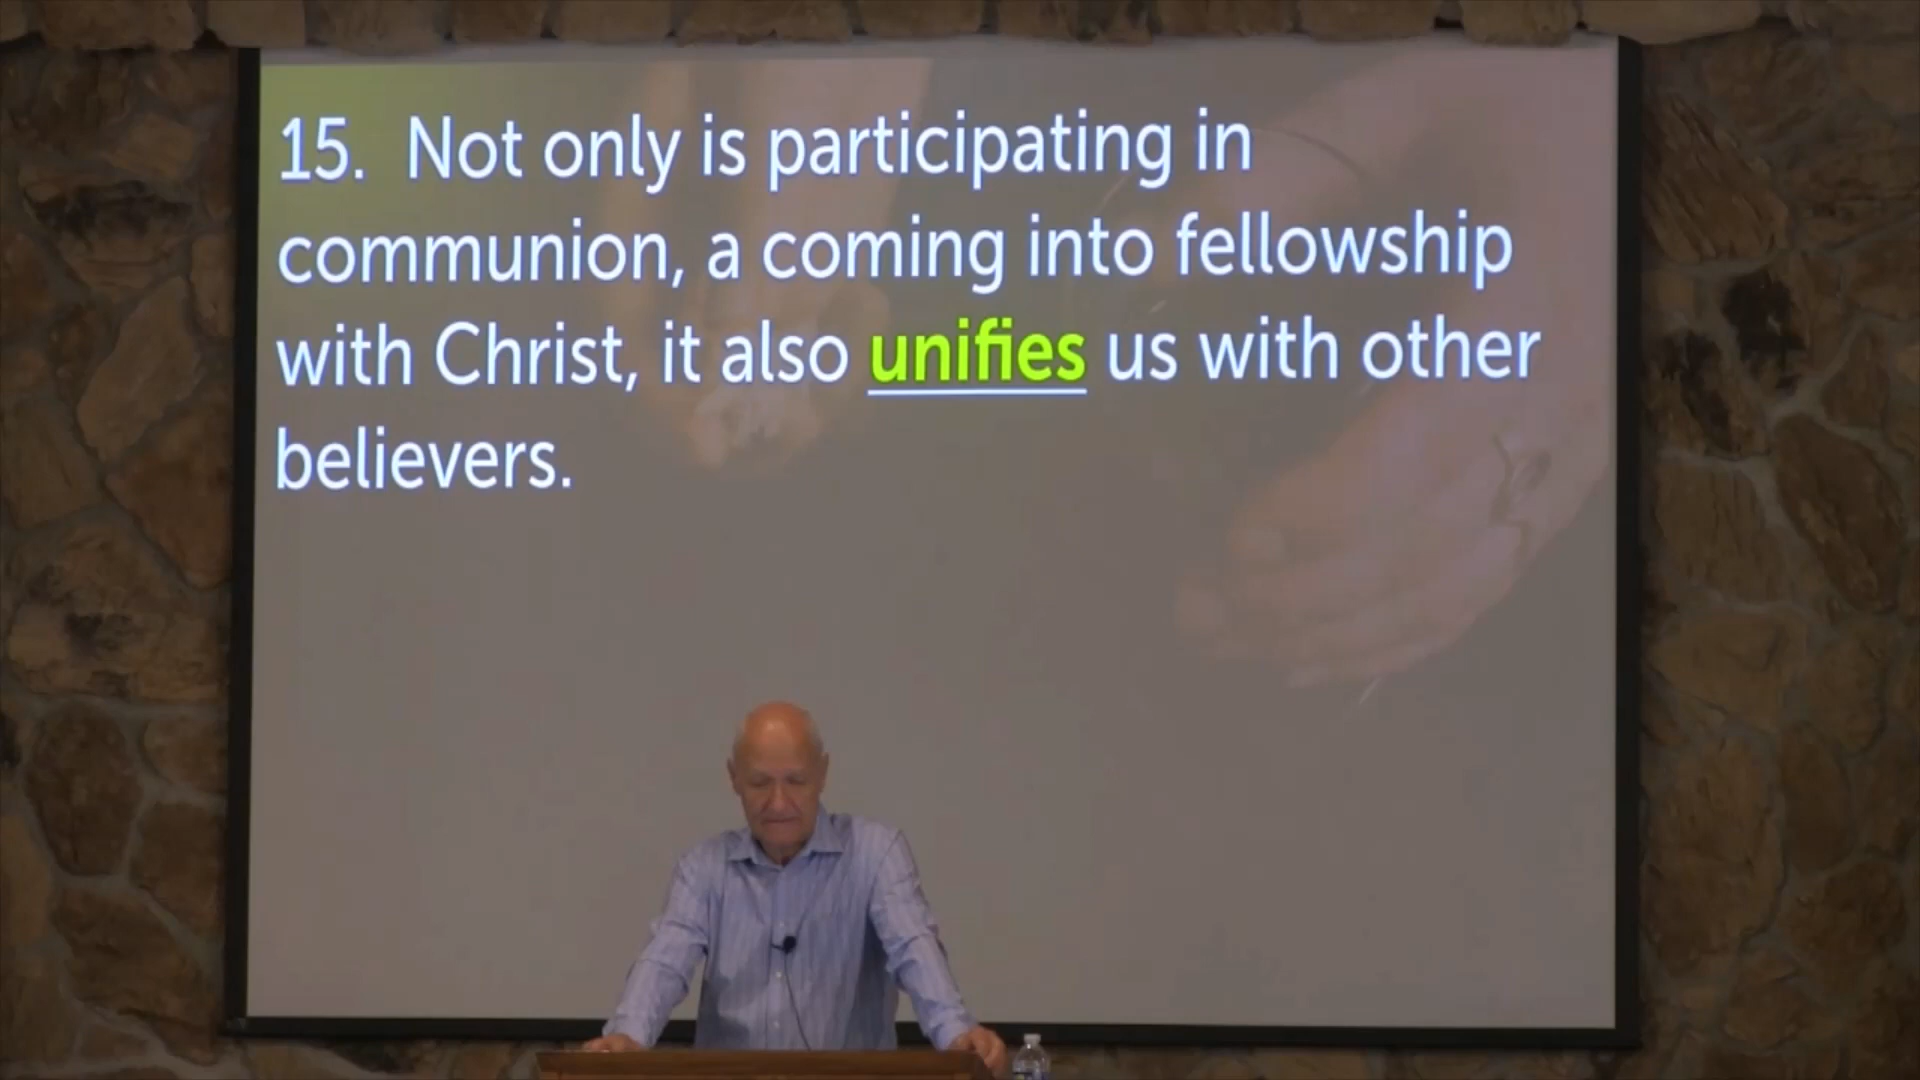 15. Not only is participating in
communion, a coming into fellowship
with Christ, it also unifies us with other
believers.